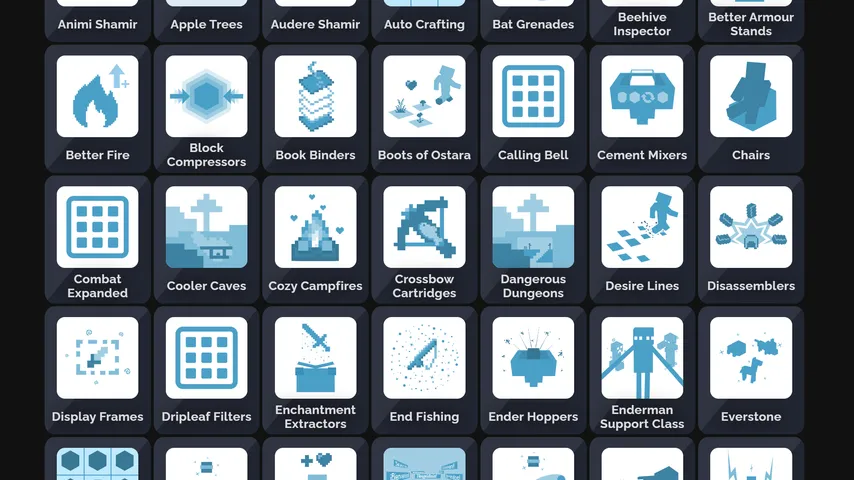 Animi Shamir
Apple Trees
Audere Shamir
Auto Crafting
Bat Grenades
Beehive
Inspector
Better Armour
Stands
Better Fire
Block
Compressors
Book Binders
Boots of Ostara
Calling Bell
Cement Mixers
Chairs
Combat
Expanded
Cooler Caves
Cozy Campfires
Crossbow
Cartridges
Dangerous
Dungeons
Desire Lines
Disassemblers
Display Frames
Dripleaf Filters
Enchantment
Extractors
End Fishing
Ender Hoppers
Enderman
Support Class
Everstone